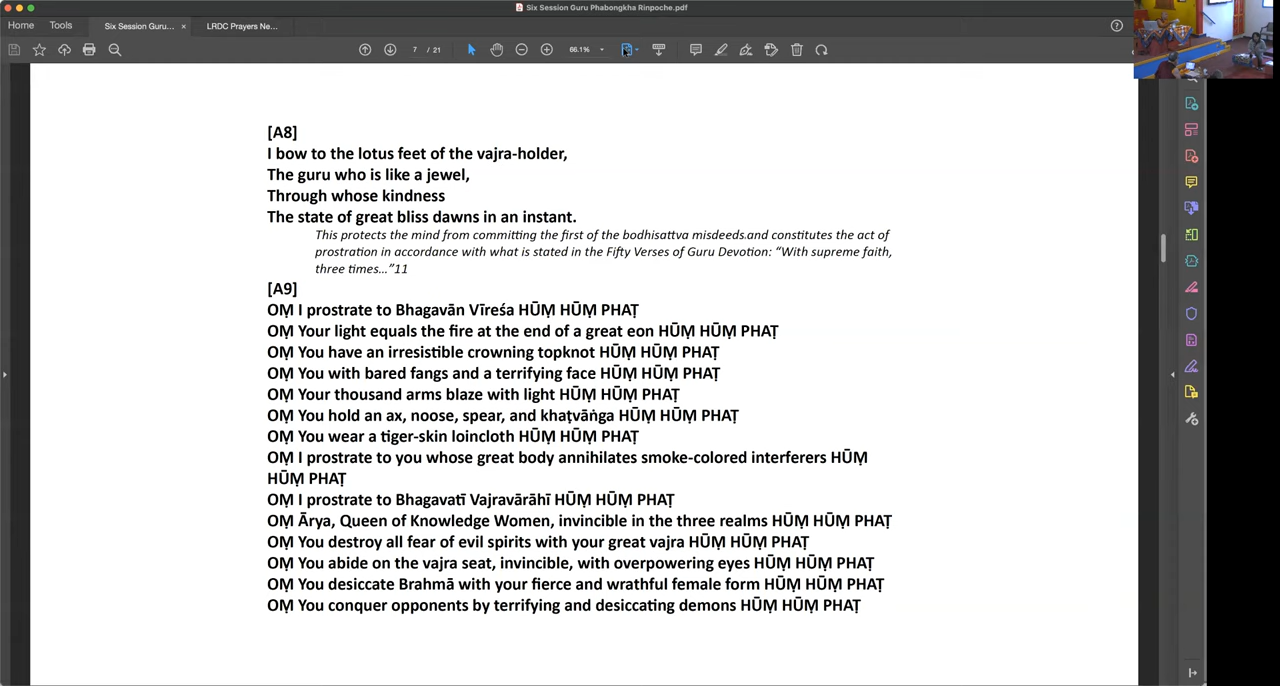 Six Session Guru Phabongkha Rinpoche.pdf
Home Tools Six Session Guru... × LRDC Prayers Ne...
7 / 21 66.1%
[A8]
I bow to the lotus feet of the vajra-holder,
The guru who is like a jewel,
Through whose kindness
The state of great bliss dawns in an instant.
This protects the mind from committing the first of the bodhisattva misdeeds.and constitutes the act of
prostration in accordance with what is stated in the Fifty Verses of Guru Devotion: “With supreme faith,
three times…”11
[A9]
OṂ I prostrate to Bhagavān Vīreśa HŪṂ HŪṂ PHAṬ
OṂ Your light equals the fire at the end of a great eon HŪṂ HŪṂ PHAṬ
OṂ You have an irresistible crowning topknot HŪṂ HŪṂ PHAṬ
OṂ You with bared fangs and a terrifying face HŪṂ HŪṂ PHAṬ
OṂ Your thousand arms blaze with light HŪṂ HŪṂ PHAṬ
OṂ You hold an ax, noose, spear, and khaṭvāṅga HŪṂ HŪṂ PHAṬ
OṂ You wear a tiger-skin loincloth HŪṂ HŪṂ PHAṬ
OṂ I prostrate to you whose great body annihilates smoke-colored interferers HŪṂ
HŪṂ PHAṬ
OṂ I prostrate to Bhagavatī Vajravārāhī HŪṂ HŪṂ PHAṬ
OṂ Ārya, Queen of Knowledge Women, invincible in the three realms HŪṂ HŪṂ PHAṬ
OṂ You destroy all fear of evil spirits with your great vajra HŪṂ HŪṂ PHAṬ
OṂ You abide on the vajra seat, invincible, with overpowering eyes HŪṂ HŪṂ PHAṬ
OṂ You desiccate Brahmā with your fierce and wrathful female form HŪṂ HŪṂ PHAṬ
OṂ You conquer opponents by terrifying and desiccating demons HŪṂ HŪṂ PHAṬ